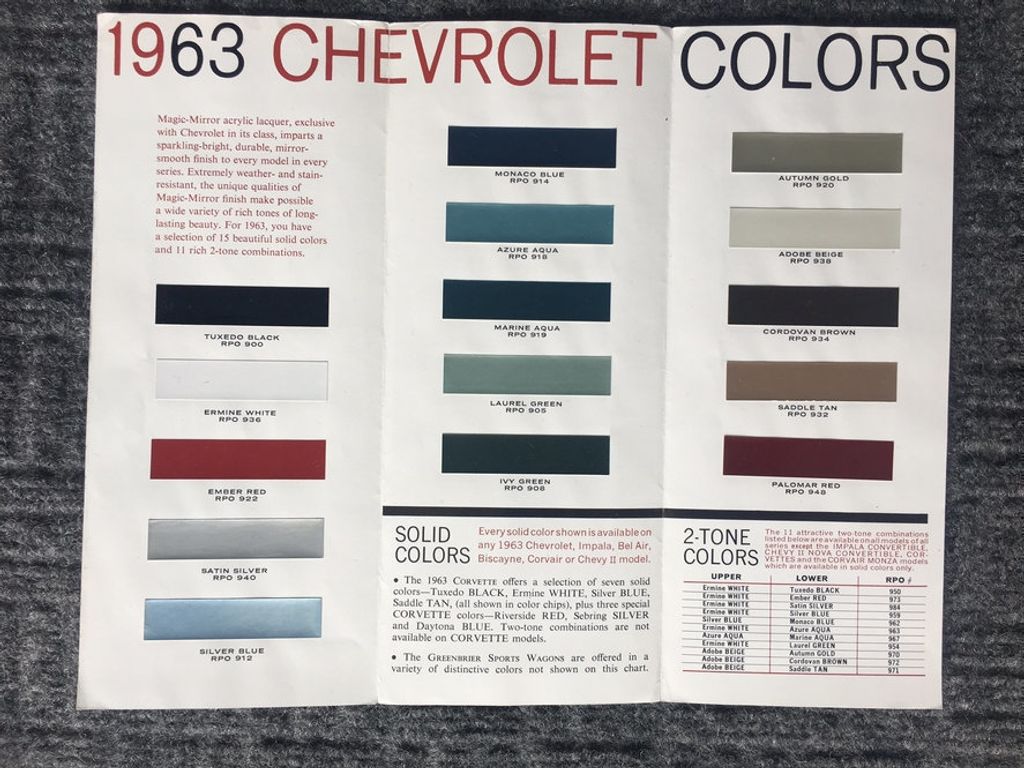 1963 CHEVROLET COLORS
Magic-Mirror acrylic lacquer, exclusive
with Chevrolet in its class, imparts a
sparkling-bright, durable, mirror-
smooth finish to every model in every
series. Extremely weather- and stain-
resistant, the unique qualities of
Magic-Mirror finish make possible
a wide variety of rich tones of long-
lasting beauty. For 1963, you have
a selection of 15 beautiful solid colors
and 11 rich 2-tone combinations.
TUXEDO BLACK
RPO 900
ERMINE WHITE
RPO 936
EMBER RED
RPO 922
SATIN SILVER
RPO 940
SILVER BLUE
RPO 912
MONACO BLUE
RPO 914
AZURE AQUA
RPO 918
MARINE AQUA
RPO 919
LAUREL GREEN
RPO 905
IVY GREEN
RPO 908
AUTUMN GOLD
RPO 920
ADOBE BEIGE
RPO 938
CORDOVAN BROWN
RPO 934
SADDLE TAN
RPO 932
PALOMAR RED
RPO 948
SOLID
COLORS
Every solid color shown is available on
any 1963 Chevrolet, Impala, Bel Air,
Biscayne, Corvair or Chevy II model.
• The 1963 CORVETTE offers a selection of seven solid
colors—Tuxedo BLACK, Ermine WHITE, Silver BLUE,
Saddle TAN, (all shown in color chips), plus three special
CORVETTE colors—Riverside RED, Sebring SILVER
and Daytona BLUE. Two-tone combinations are not
available on CORVETTE models.
• The GREENBRIER SPORTS WAGONS are offered in a
variety of distinctive colors not shown on this chart.
2-TONE
COLORS
The 11 attractive two-tone combinations
listed below are available on all models of all
series except the IMPALA CONVERTIBLE,
CHEVY II NOVA CONVERTIBLE, COR-
VETTES and the CORVAIR MONZA models
which are available in solid colors only.
UPPER LOWER RPO #
Ermine WHITE Tuxedo BLACK 950
Ermine WHITE Ember RED 973
Ermine WHITE Satin SILVER 984
Ermine WHITE Silver BLUE 959
Silver BLUE Monaco BLUE 962
Ermine WHITE Azure AQUA 963
Azure AQUA Marine AQUA 967
Ermine WHITE Laurel GREEN 954
Adobe BEIGE Autumn GOLD 970
Adobe BEIGE Cordovan BROWN 972
Adobe BEIGE Saddle TAN 971